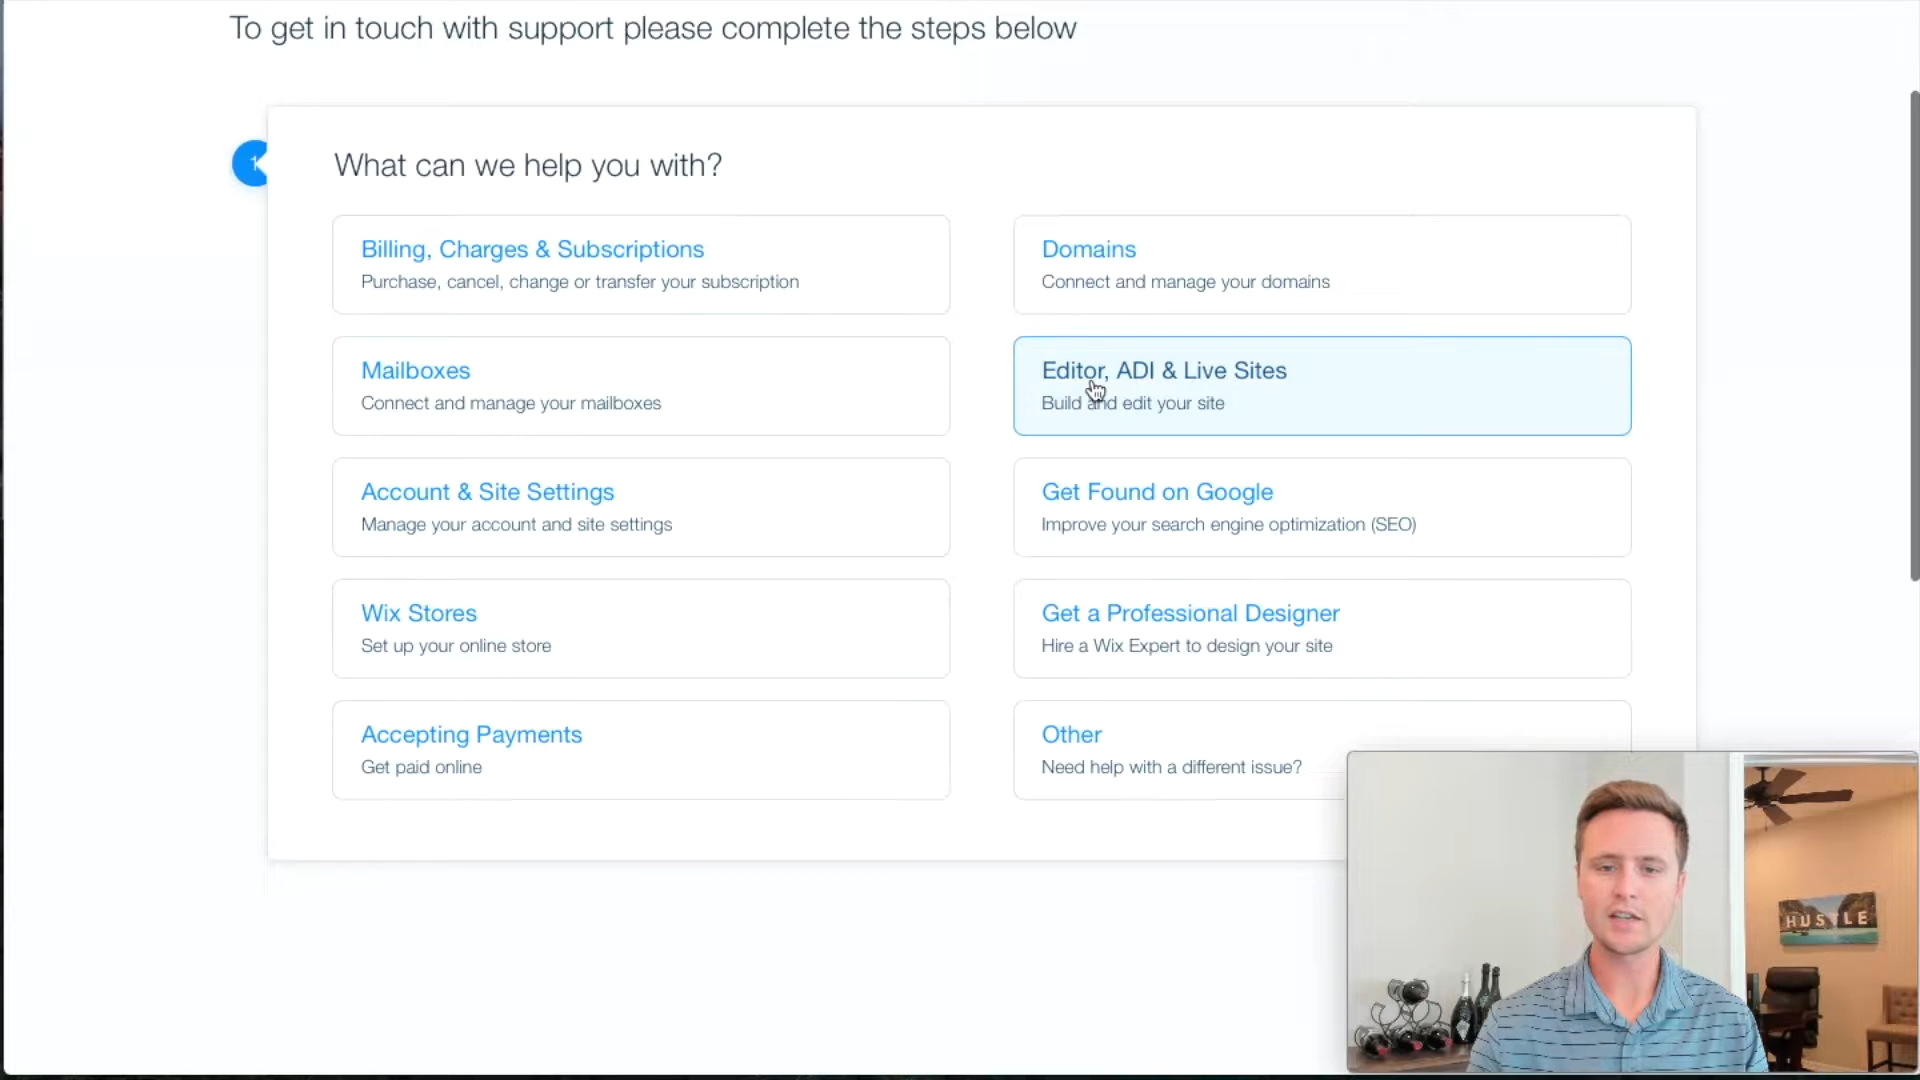 To get in touch with support please complete the steps below
1
What can we help you with?
Billing, Charges & Subscriptions
Purchase, cancel, change or transfer your subscription
Domains
Connect and manage your domains
Mailboxes
Connect and manage your mailboxes
Editor, ADI & Live Sites
Build and edit your site
Account & Site Settings
Manage your account and site settings
Get Found on Google
Improve your search engine optimization (SEO)
Wix Stores
Set up your online store
Get a Professional Designer
Hire a Wix Expert to design your site
Accepting Payments
Get paid online
Other
Need help with a different issue?
HUSTLE